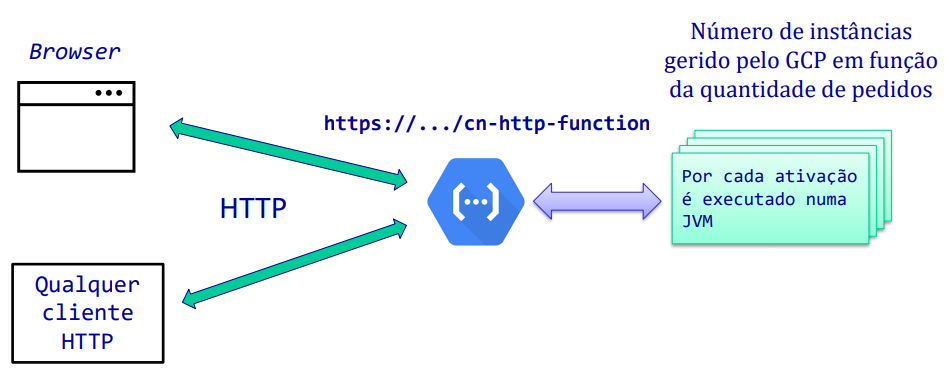 Browser
Número de instâncias
gerido pelo GCP em função
da quantidade de pedidos
https://.../cn-http-function
HTTP
Por cada ativação
é executado numa
JVM
Qualquer
cliente
HTTP